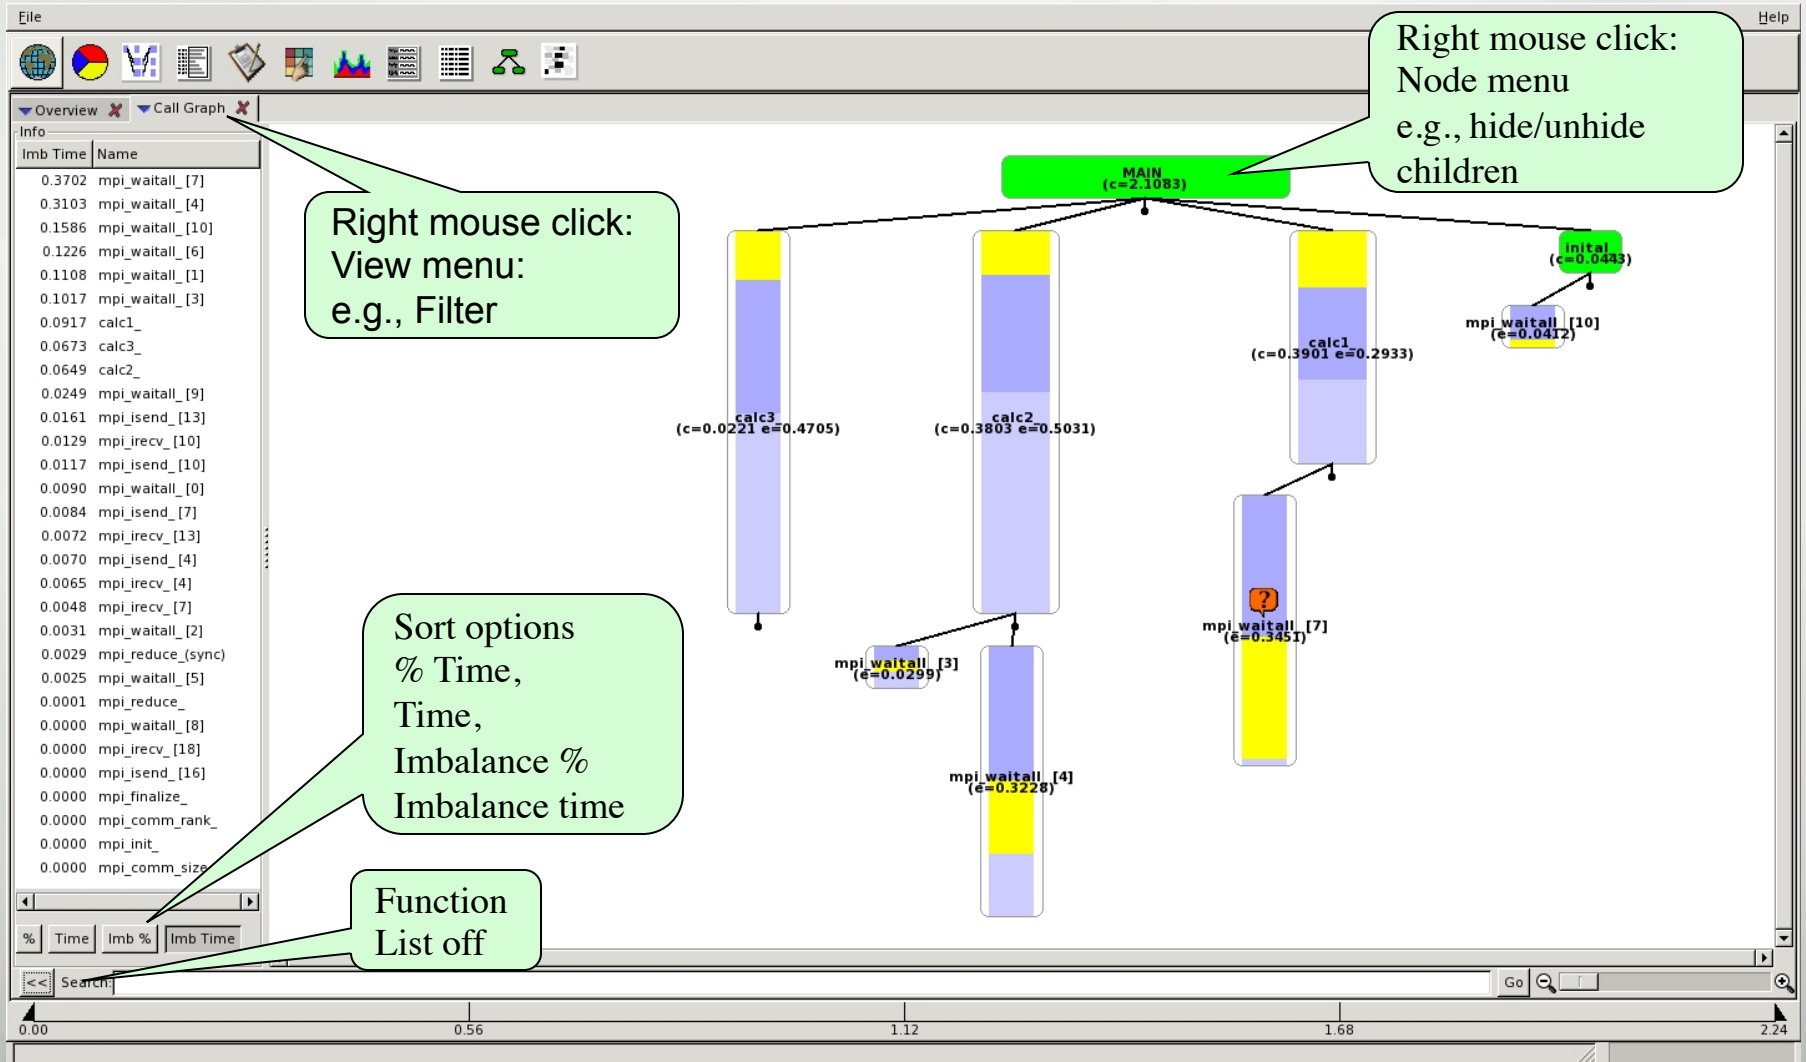 File
Help
Overview
Call Graph
Info
Imb Time Name
0.3702 mpi_waitall_ [7]
0.3103 mpi_waitall_ [4]
0.1586 mpi_waitall_ [10]
0.1226 mpi_waitall_ [6]
0.1108 mpi_waitall_ [1]
0.1017 mpi_waitall_ [3]
0.0917 calc1_
0.0673 calc3_
0.0649 calc2_
0.0249 mpi_waitall_ [9]
0.0161 mpi_isend_ [13]
0.0129 mpi_irecv_ [10]
0.0117 mpi_isend_ [10]
0.0090 mpi_waitall_ [0]
0.0084 mpi_isend_ [7]
0.0072 mpi_irecv_ [13]
0.0070 mpi_isend_ [4]
0.0065 mpi_irecv_ [4]
0.0048 mpi_irecv_ [7]
0.0031 mpi_waitall_ [2]
0.0029 mpi_reduce_(sync)
0.0025 mpi_waitall_ [5]
0.0001 mpi_reduce_
0.0000 mpi_waitall_ [8]
0.0000 mpi_irecv_ [18]
0.0000 mpi_isend_ [16]
0.0000 mpi_finalize_
0.0000 mpi_comm_rank_
0.0000 mpi_init_
0.0000 mpi_comm_size
% Time Imb % Imb Time
<< Search:
Go
Right mouse click:
View menu:
e.g., Filter
Right mouse click:
Node menu
e.g., hide/unhide
children
Sort options
% Time,
Time,
Imbalance %
Imbalance time
Function
List off
MAIN_
(c=2.1083)
calc3_
(c=0.0221 e=0.4705)
calc2_
(c=0.3803 e=0.5031)
calc1_
(c=0.3901 e=0.2933)
inital_
(c=0.0443)
mpi_waitall_ [10]
(e=0.0412)
mpi_waitall_ [3]
(e=0.0299)
mpi_waitall_ [4]
(e=0.3228)
?
mpi_waitall_ [7]
(e=0.3451)
0.00 0.56 1.12 1.68 2.24